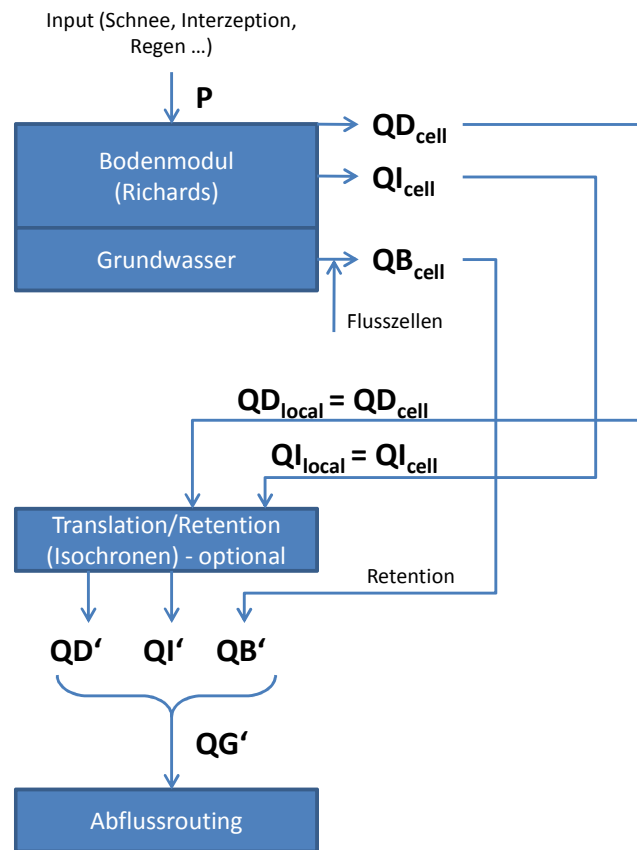 Input (Schnee, Interzeption,
Regen …)
P
QDcell
Bodenmodul
(Richards)
QIcell
Grundwasser
QBcell
Flusszellen
QDlocal = QDcell
QIlocal = QIcell
Translation/Retention
(Isochronen) - optional
Retention
QD‘ QI‘ QB‘
QG‘
Abflussrouting